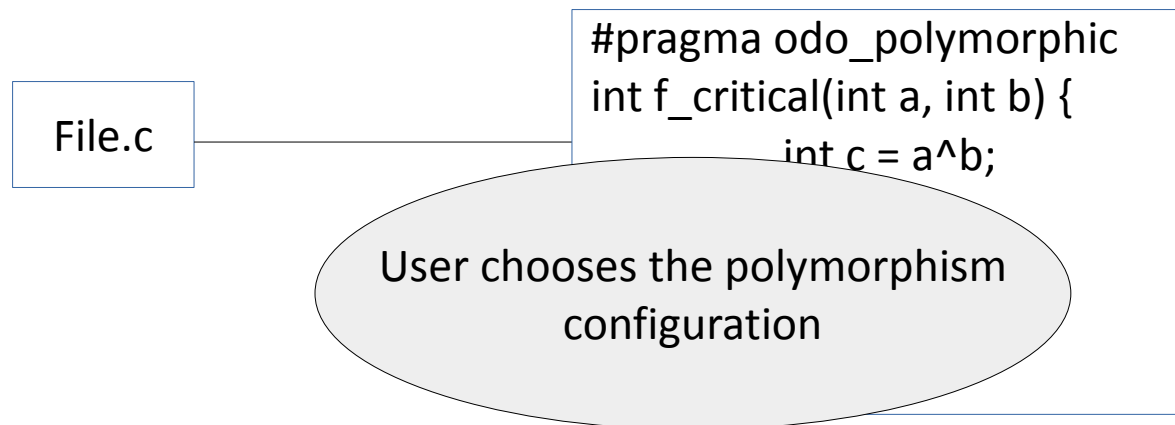 #pragma odo_polymorphic
int f_critical(int a, int b) {
File.c
int c = a^b;
User chooses the polymorphism
configuration